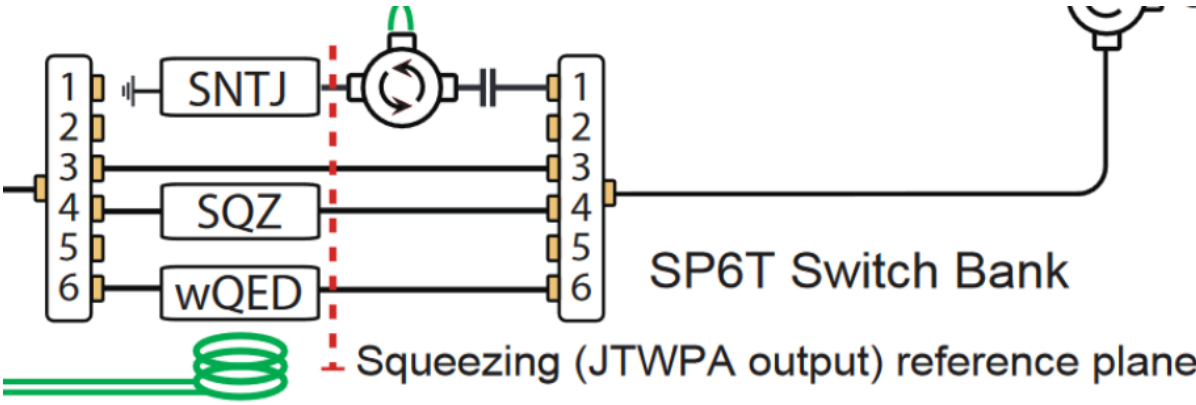 1 SNTJ 1
2 2
3 3
4 SQZ 4
5 5
6 wQED 6
SP6T Switch Bank
Squeezing (JTWPA output) reference plane